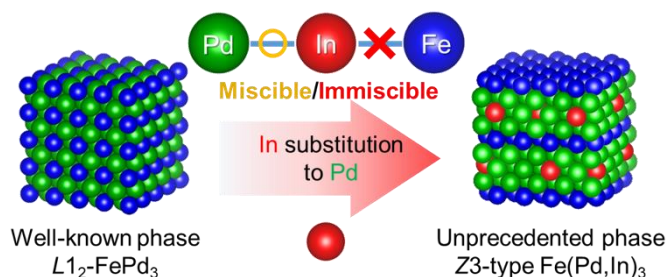 Pd In Fe
Miscible/Immiscible
In substitution
to Pd
Well-known phase
L1₂-FePd₃
Unprecedented phase
Z3-type Fe(Pd,In)₃